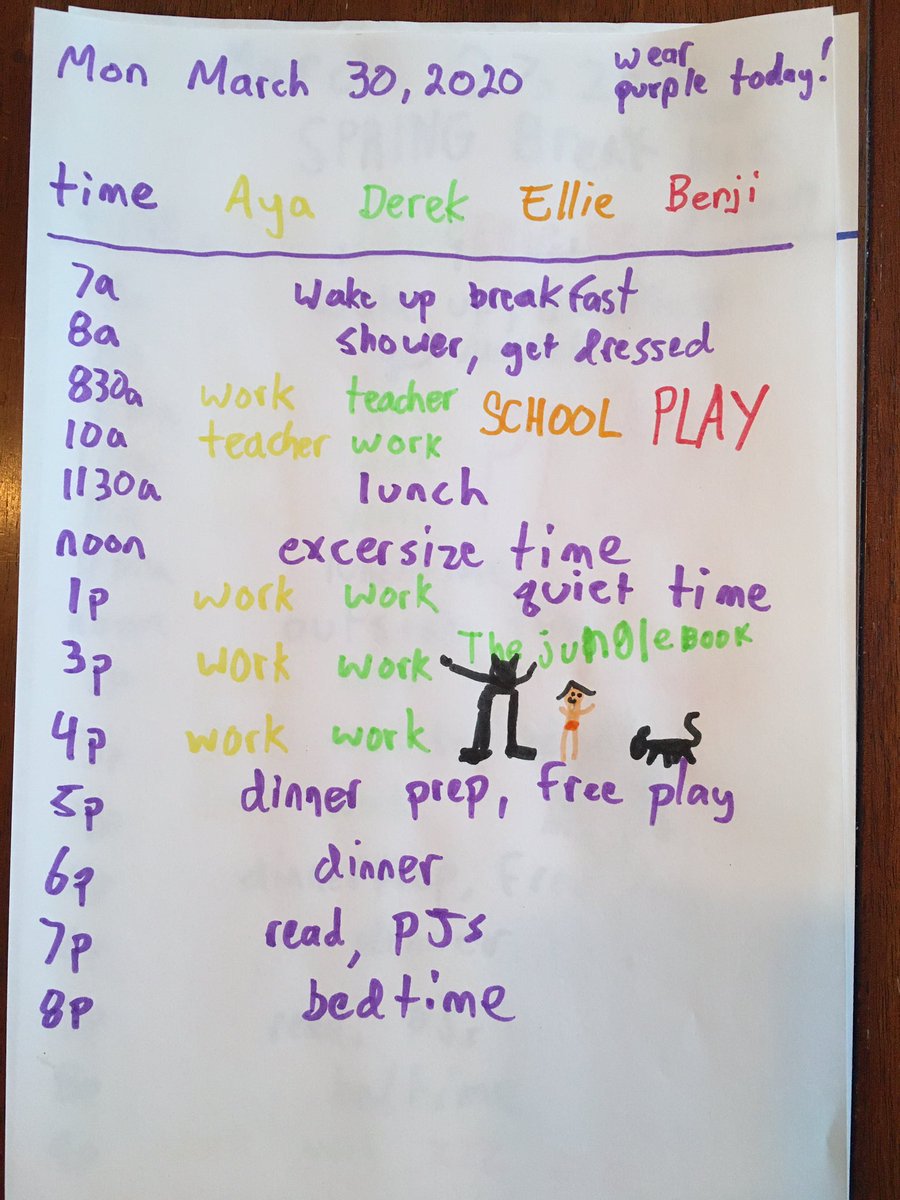 Mon March 30, 2020
wear
purple today!
time Aya Derek Ellie Benji
7a wake up breakfast
8a shower, get dressed
830a work teacher SCHOOL PLAY
10a teacher work
1130a lunch
noon excersize time
1p work work quiet time
The jungle BOOK
3p work work
4p work work
5p dinner prep, free play
6p dinner
7p read, PJs
8p bedtime